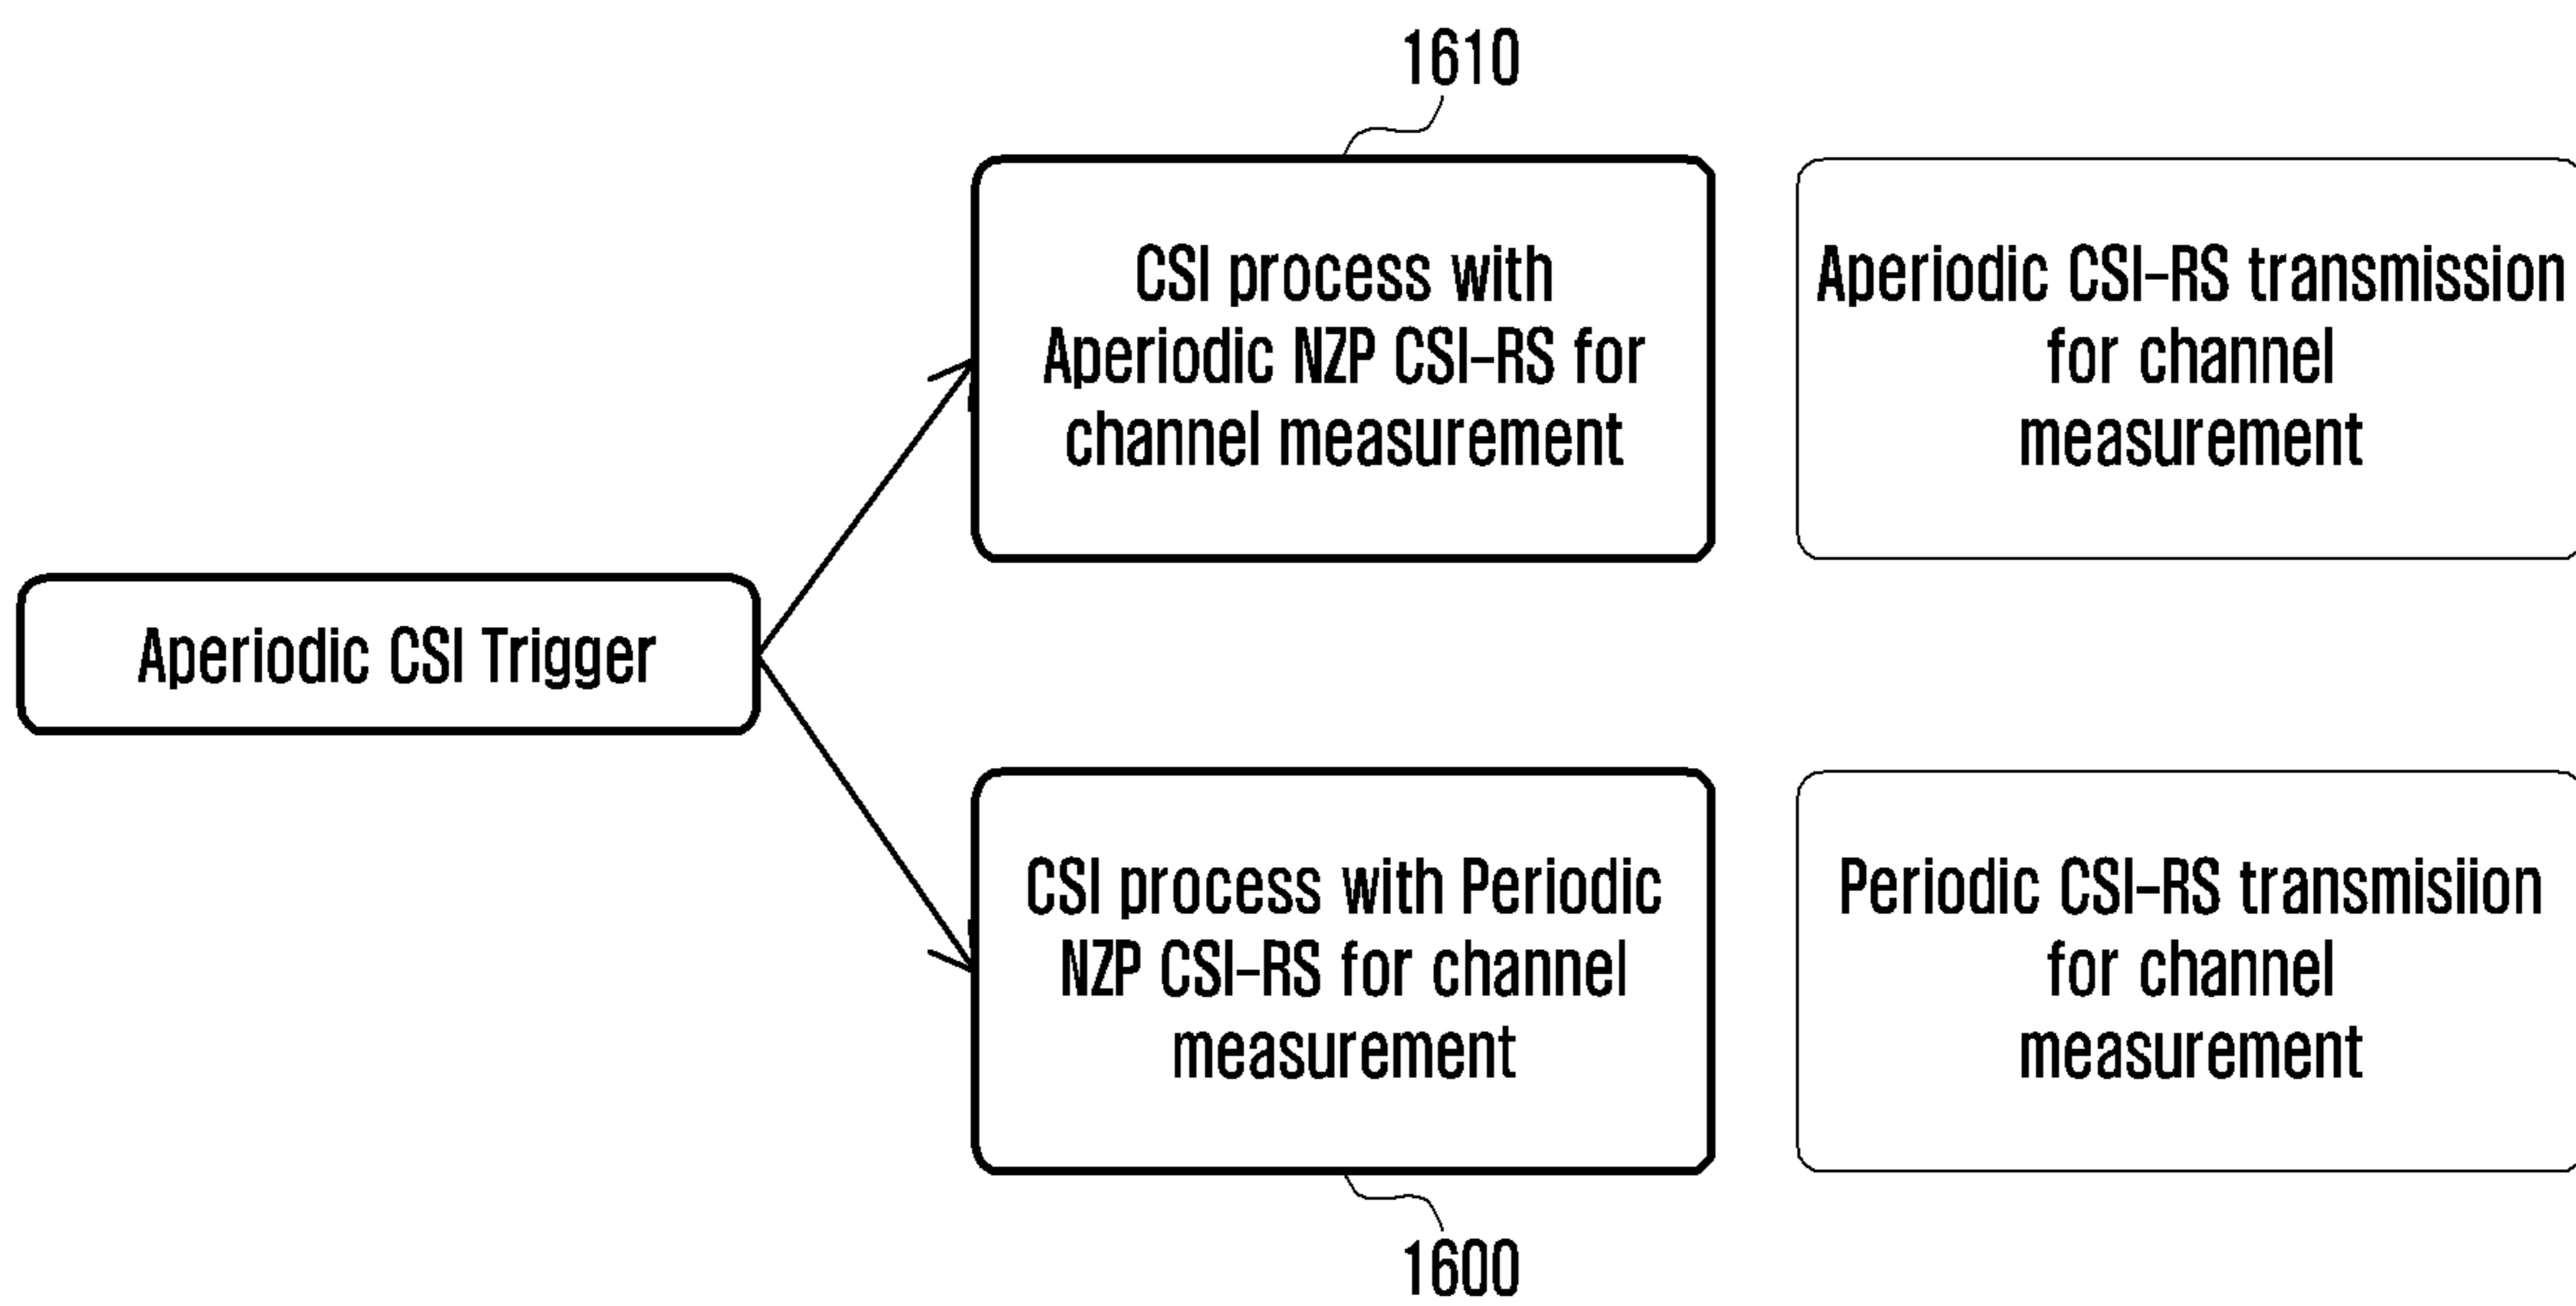 1610
CSI process with
Aperiodic NZP CSI-RS for
channel measurement
Aperiodic CSI-RS transmission
for channel
measurement
Aperiodic CSI Trigger
CSI process with Periodic
NZP CSI-RS for channel
measurement
Periodic CSI-RS transmisiion
for channel
measurement
1600